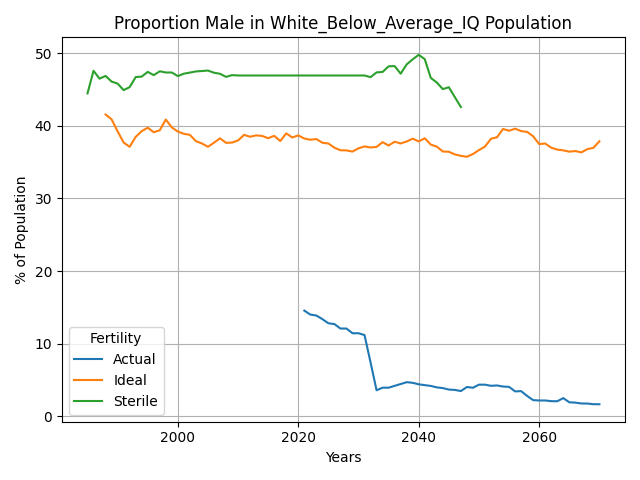 Proportion Male in White_Below_Average_IQ Population
% of Population
50
40
30
20
10
0
Fertility
Actual
Ideal
Sterile
2000
2020
2040
2060
Years